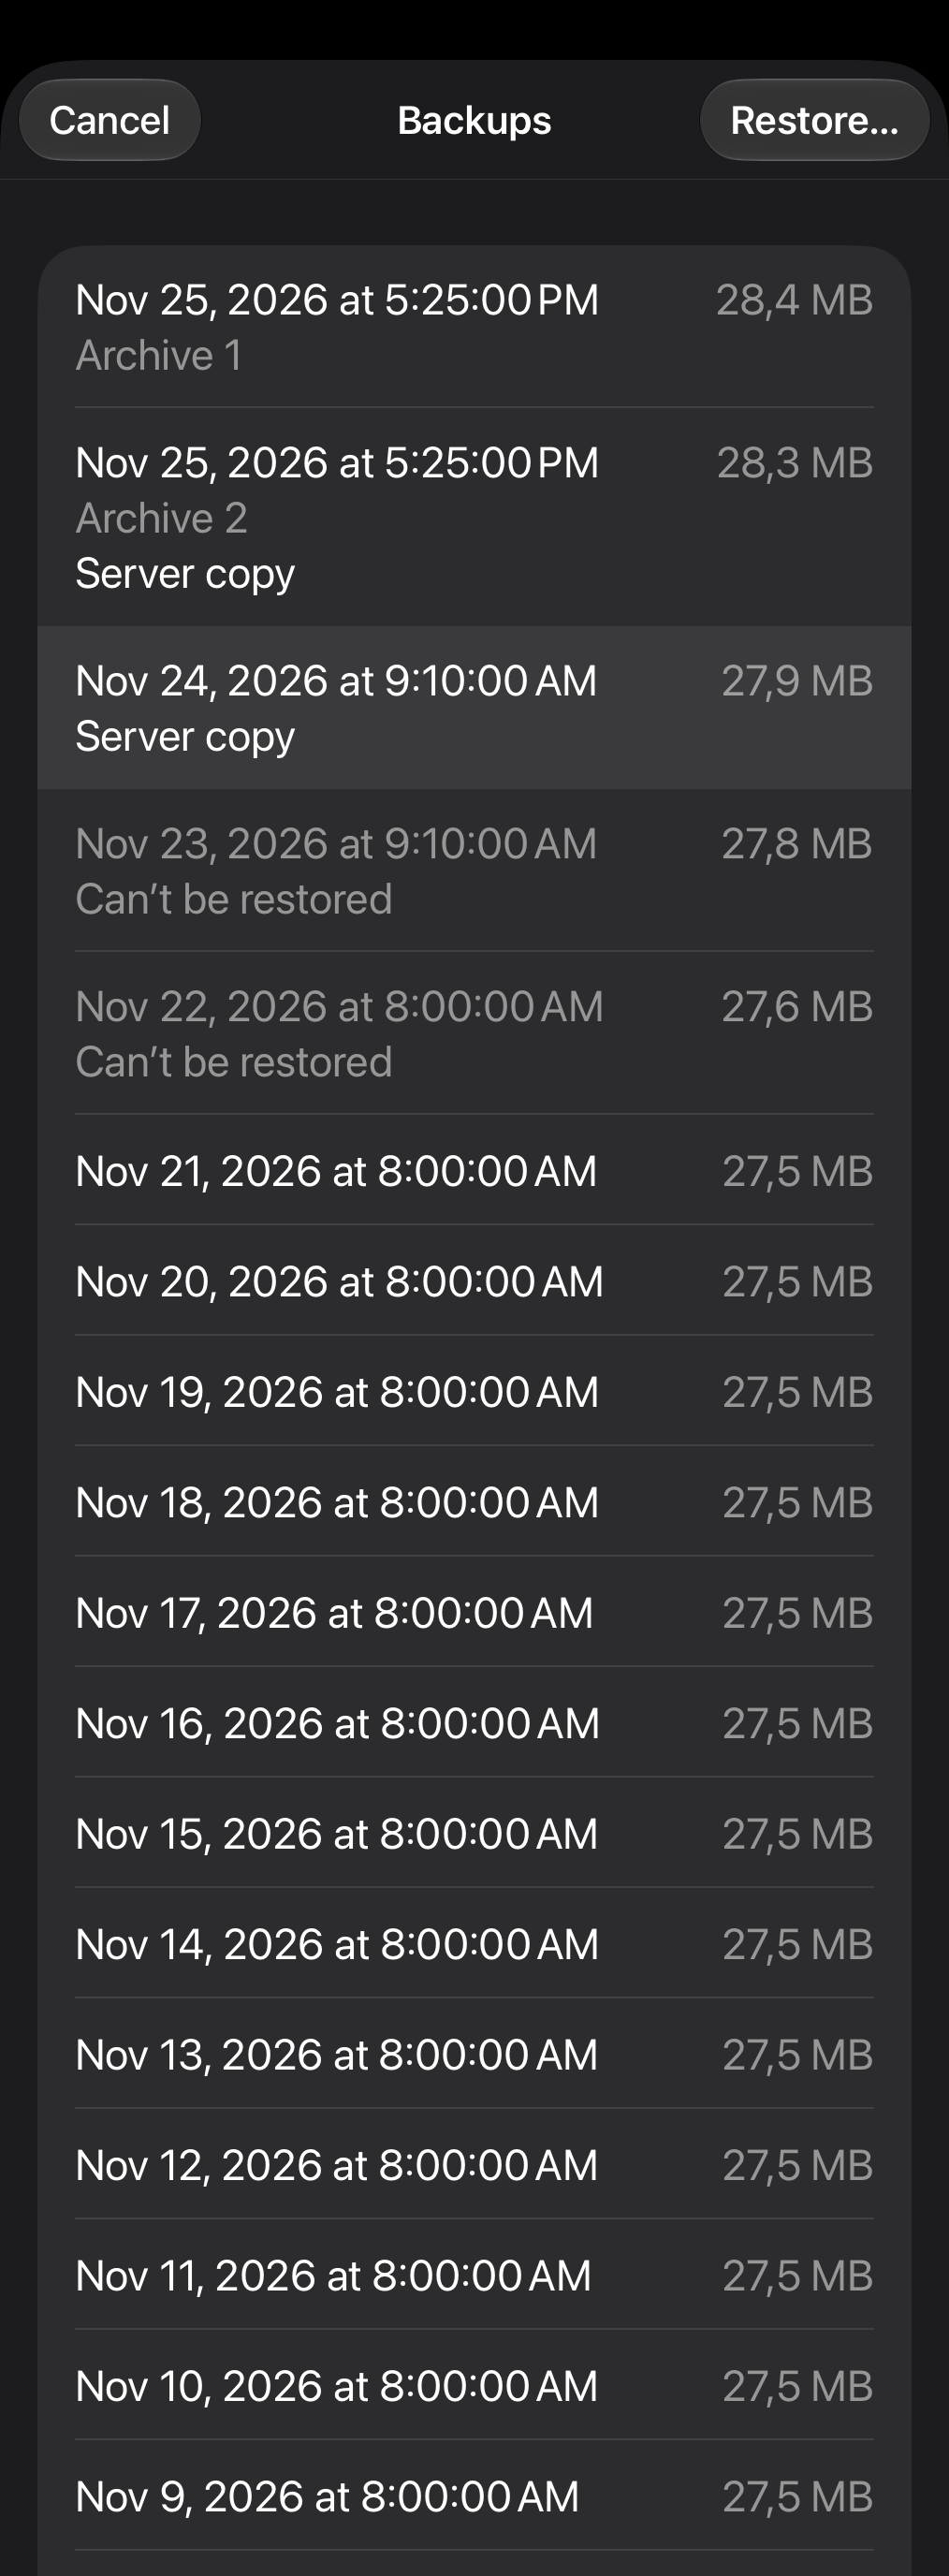 Cancel
Backups
Restore...
Nov 25, 2026 at 5:25:00 PM 28,4 MB
Archive 1
Nov 25, 2026 at 5:25:00 PM 28,3 MB
Archive 2
Server copy
Nov 24, 2026 at 9:10:00 AM 27,9 MB
Server copy
Nov 23, 2026 at 9:10:00 AM 27,8 MB
Can’t be restored
Nov 22, 2026 at 8:00:00 AM 27,6 MB
Can’t be restored
Nov 21, 2026 at 8:00:00 AM 27,5 MB
Nov 20, 2026 at 8:00:00 AM 27,5 MB
Nov 19, 2026 at 8:00:00 AM 27,5 MB
Nov 18, 2026 at 8:00:00 AM 27,5 MB
Nov 17, 2026 at 8:00:00 AM 27,5 MB
Nov 16, 2026 at 8:00:00 AM 27,5 MB
Nov 15, 2026 at 8:00:00 AM 27,5 MB
Nov 14, 2026 at 8:00:00 AM 27,5 MB
Nov 13, 2026 at 8:00:00 AM 27,5 MB
Nov 12, 2026 at 8:00:00 AM 27,5 MB
Nov 11, 2026 at 8:00:00 AM 27,5 MB
Nov 10, 2026 at 8:00:00 AM 27,5 MB
Nov 9, 2026 at 8:00:00 AM 27,5 MB